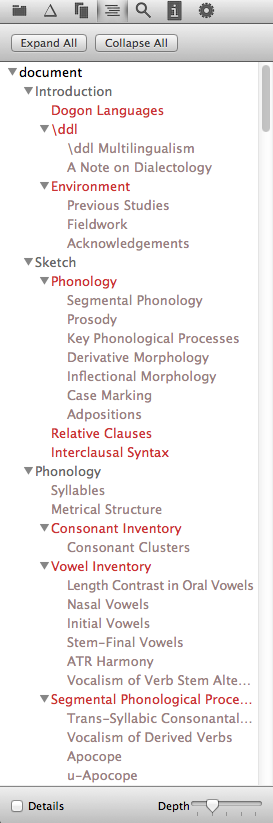 Expand All
Collapse All
document
Introduction
Dogon Languages
\ddl
\ddl Multilingualism
A Note on Dialectology
Environment
Previous Studies
Fieldwork
Acknowledgements
Sketch
Phonology
Segmental Phonology
Prosody
Key Phonological Processes
Derivative Morphology
Inflectional Morphology
Case Marking
Adpositions
Relative Clauses
Interclausal Syntax
Phonology
Syllables
Metrical Structure
Consonant Inventory
Consonant Clusters
Vowel Inventory
Length Contrast in Oral Vowels
Nasal Vowels
Initial Vowels
Stem-Final Vowels
ATR Harmony
Vocalism of Verb Stem Alte...
Segmental Phonological Proce...
Trans-Syllabic Consonantal...
Vocalism of Derived Verbs
Apocope
u-Apocope
Details
Depth